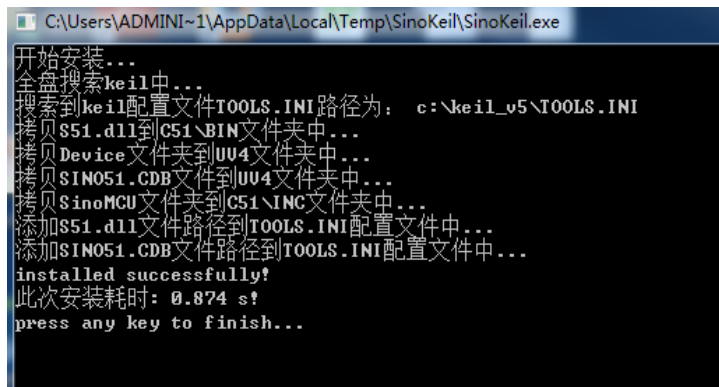 C:\Users\ADMINI~1\AppData\Local\Temp\SinoKeil\SinoKeil.exe
开始安装...
全盘搜索keil中...
搜索到keil配置文件TOOLS.INI路径为： c:\keil_v5\TOOLS.INI
拷贝S51.dll到C51\BIN文件夹中...
拷贝Device文件夹到UV4文件夹中...
拷贝SINO51.CDB文件到UV4文件夹中...
拷贝SinoMCU文件夹到C51\INC文件夹中...
添加S51.dll文件路径到TOOLS.INI配置文件中...
添加SINO51.CDB文件路径到TOOLS.INI配置文件中...
installed successfully!
此次安装耗时: 0.874 s!
press any key to finish...